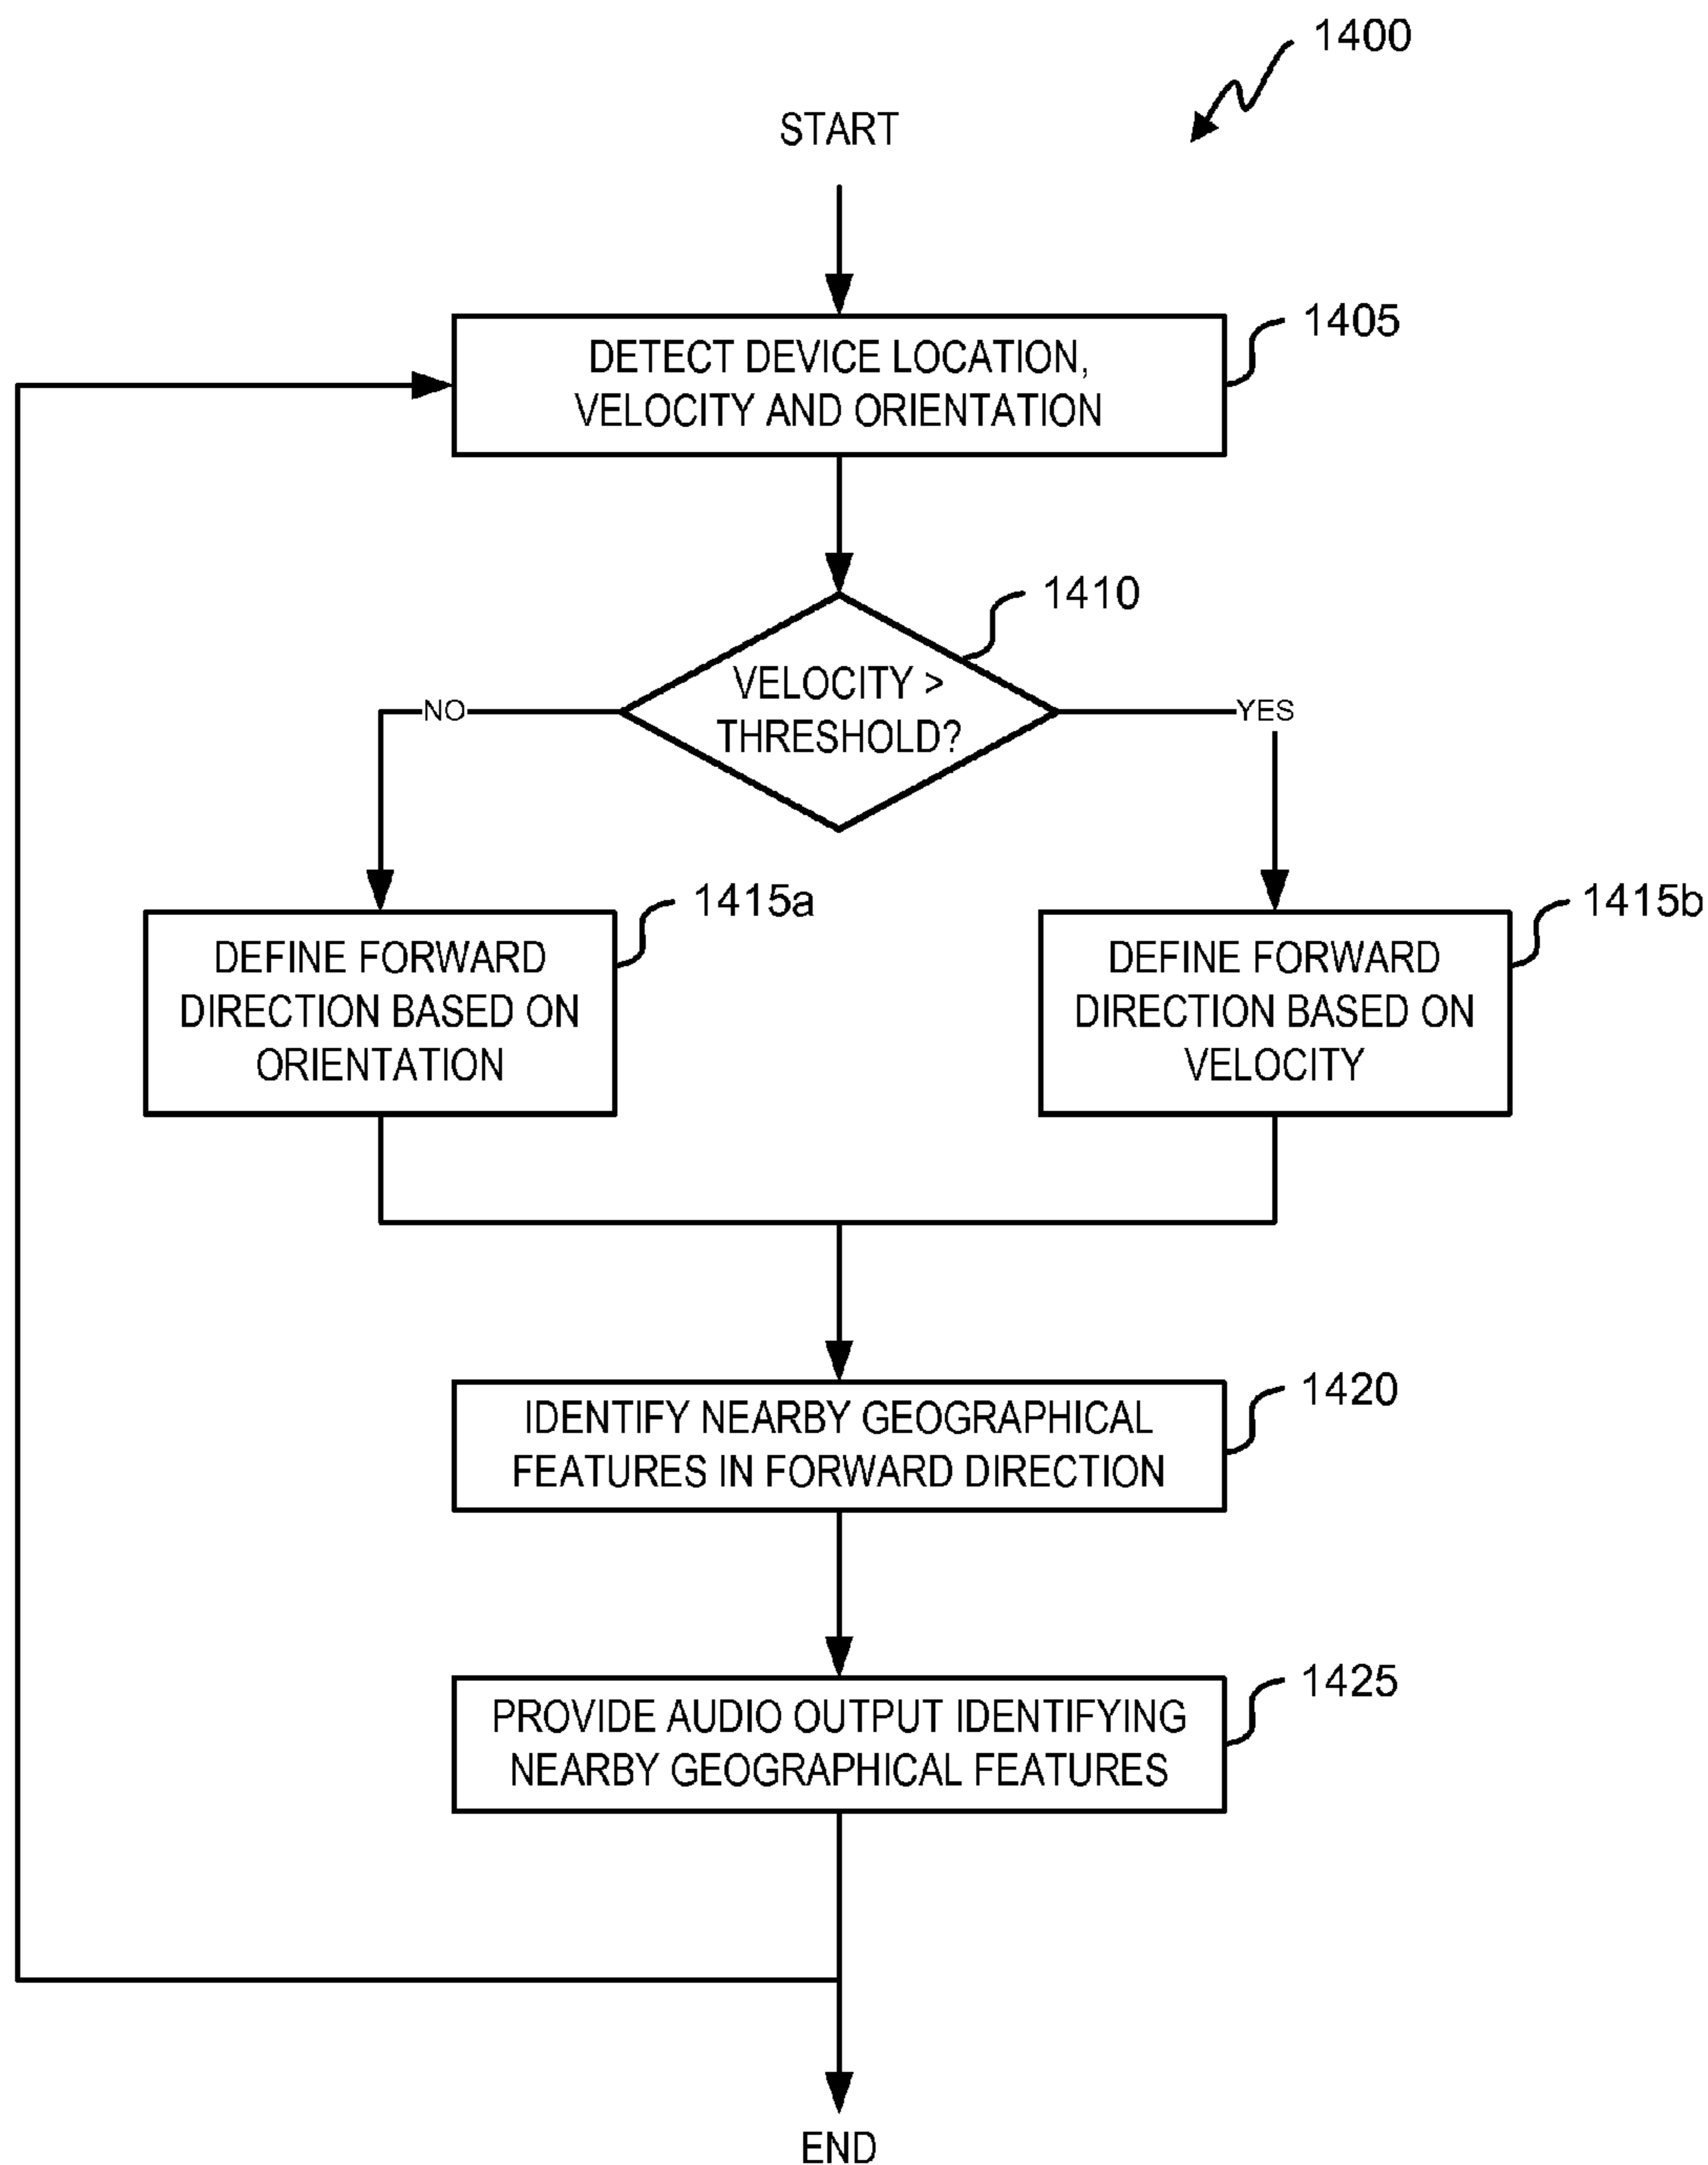 1400
START
1405
DETECT DEVICE LOCATION,
VELOCITY AND ORIENTATION
1410
VELOCITY >
THRESHOLD?
NO
YES
1415a
DEFINE FORWARD
DIRECTION BASED ON
ORIENTATION
1415b
DEFINE FORWARD
DIRECTION BASED ON
VELOCITY
1420
IDENTIFY NEARBY GEOGRAPHICAL
FEATURES IN FORWARD DIRECTION
1425
PROVIDE AUDIO OUTPUT IDENTIFYING
NEARBY GEOGRAPHICAL FEATURES
END